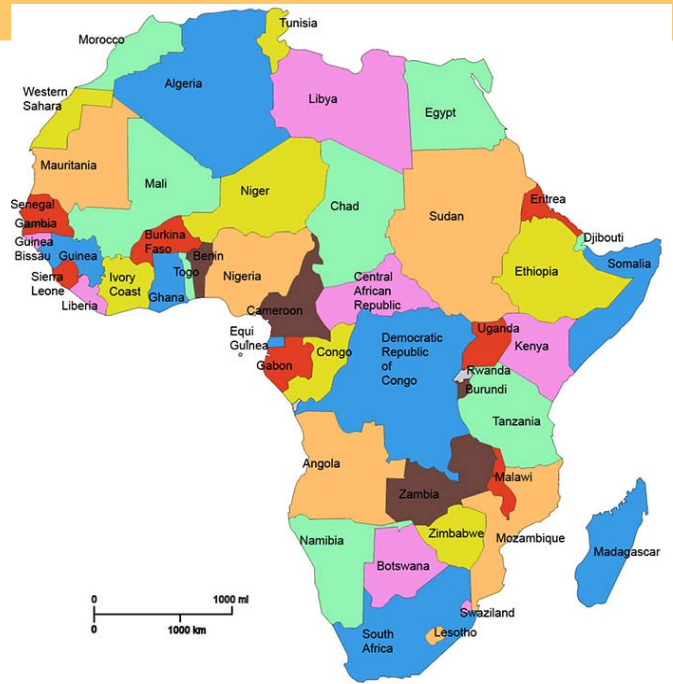 Tunisia
Morocco
Algeria
Western
Sahara
Libya
Egypt
Mauritania
Mali
Niger
Chad
Sudan
Eritrea
Senegal
Gambia
Guinea
Bissau
Guinea
Burkina
Faso
Benin
Djibouti
Somalia
Ethiopia
Sierra
Leone
Ivory
Coast
Togo
Nigeria
Central
African
Republic
Liberia
Ghana
Cameroon
Equi
Guinea
Congo
Democratic
Republic
of
Congo
Uganda
Kenya
Gabon
Rwanda
Burundi
Tanzania
Angola
Malawi
Zambia
Mozambique
Zimbabwe
Namibia
Madagascar
Botswana
0 1000 mi
0 1000 km
Swaziland
South
Africa
Lesotho